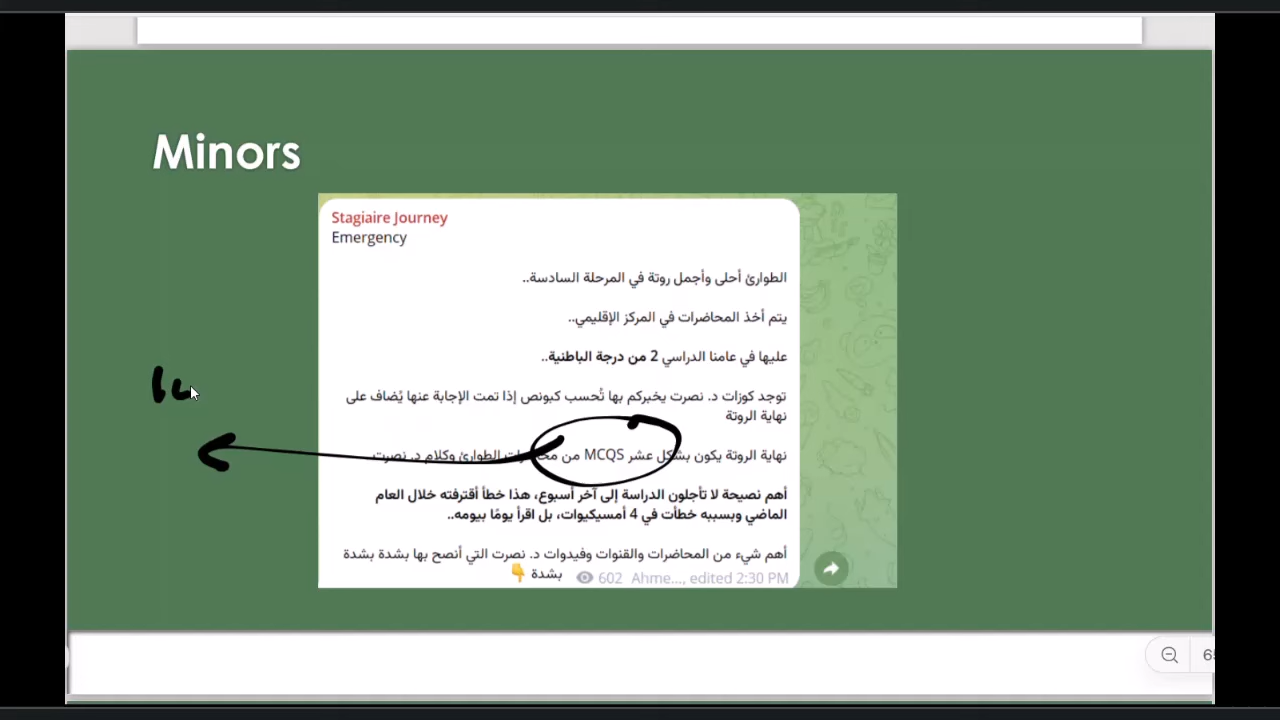 Minors
Stagiaire Journey
Emergency
الطوارئ أحلى وأجمل روتة في المرحلة السادسة..
يتم أخذ المحاضرات في المركز الإقليمي..
عليها في عامنا الدراسي 2 من درجة الباطنية..
توجد كوزات د. نصرت يخبركم بها تُحسب كبونص إذا تمت الإجابة عنها يُضاف على
نهاية الروتة
نهاية الروتة يكون بشكل عشر MCQS من محاضرات الطوارئ وكلام د. نصرت
أهم نصيحة لا تأجلون الدراسة إلى آخر أسبوع، هذا خطأ أقترفته خلال العام
الماضي وبسببه خطأت في 4 أمسيكيوات، بل اقرأ يومًا بيومه..
أهم شيء من المحاضرات والقنوات وفيدوات د. نصرت التي أنصح بها بشدة بشدة
بشدة 👇
602 Ahme..., edited 2:30 PM